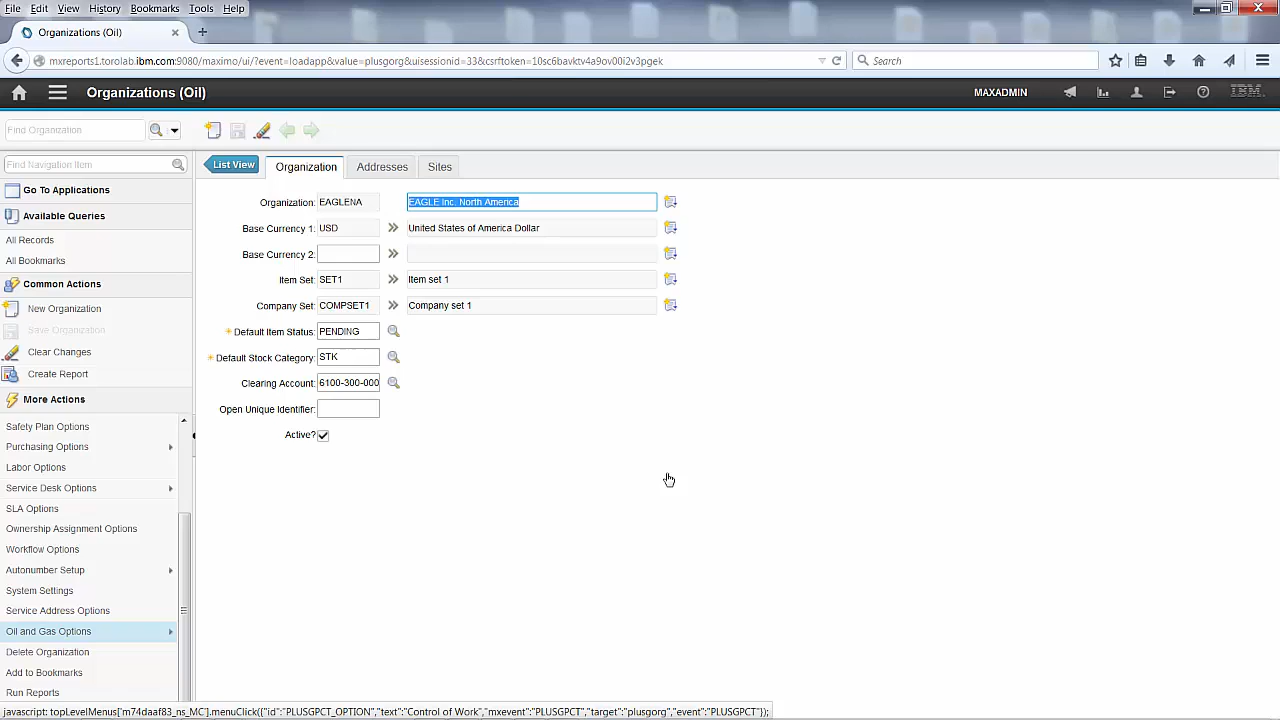 File Edit View History Bookmarks Tools Help
Organizations (Oil)
mxreports1.torolab.ibm.com:9080/maximo/ui/?event=loadapp&value=plusgorg&uisessionid=33&csrftoken=10sc6bavktv4a9ov00i2v3pgek
Search
Organizations (Oil)
MAXADMIN
IBM
Find Organization
Find Navigation Item
List View Organization Addresses Sites
Go To Applications
Available Queries
All Records
All Bookmarks
Common Actions
New Organization
Save Organization
Clear Changes
Create Report
More Actions
Safety Plan Options
Purchasing Options
Labor Options
Service Desk Options
SLA Options
Ownership Assignment Options
Workflow Options
Autonumber Setup
System Settings
Service Address Options
Oil and Gas Options
Delete Organization
Add to Bookmarks
Run Reports
Organization: EAGLENA EAGLE Inc. North America
Base Currency 1: USD United States of America Dollar
Base Currency 2:
Item Set: SET1 Item set 1
Company Set: COMPSET1 Company set 1
Default Item Status: PENDING
Default Stock Category: STK
Clearing Account: 6100-300-000
Open Unique Identifier:
Active?
javascript: topLevelMenus['m74daaf83_ns_MC'].menuClick({"id":"PLUSGPCT_OPTION","text":"Control of Work","mxevent":"PLUSGPCT","target":"plusgorg","event":"PLUSGPCT"});